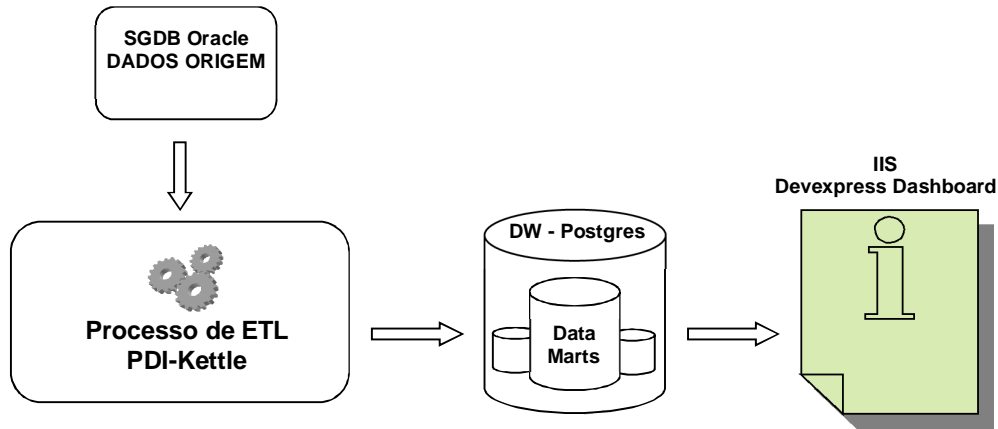 SGDB Oracle
DADOS ORIGEM
IIS
Devexpress Dashboard
DW - Postgres
Processo de ETL
PDI-Kettle
Data
Marts